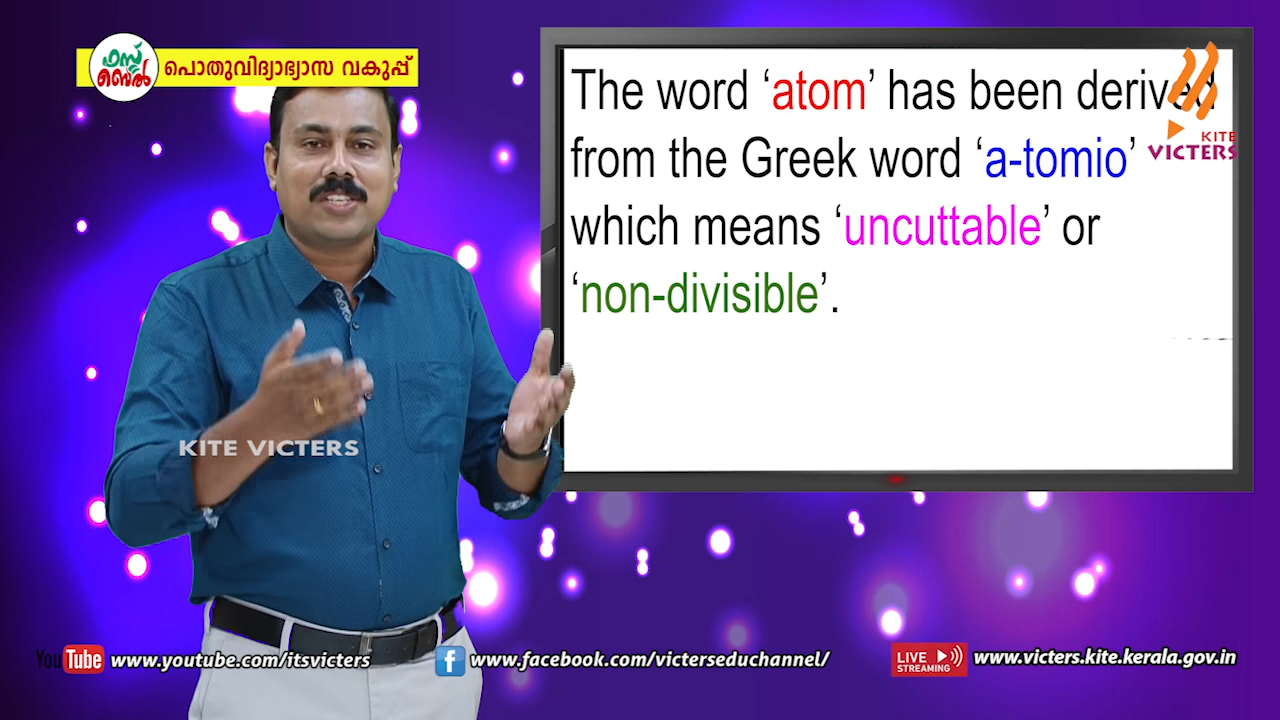 ഫസ്റ്റ്
ബെൽ
പൊതുവിദ്യാഭ്യാസ വകുപ്പ്
The word ‘atom’ has been derived
from the Greek word ‘a-tomio’
which means ‘uncuttable’ or
‘non-divisible’.
KITE
VICTERS
KITE VICTERS
YouTube www.youtube.com/itsvicters
f www.facebook.com/victerseduchannel/
LIVE
STREAMING
www.victers.kite.kerala.gov.in